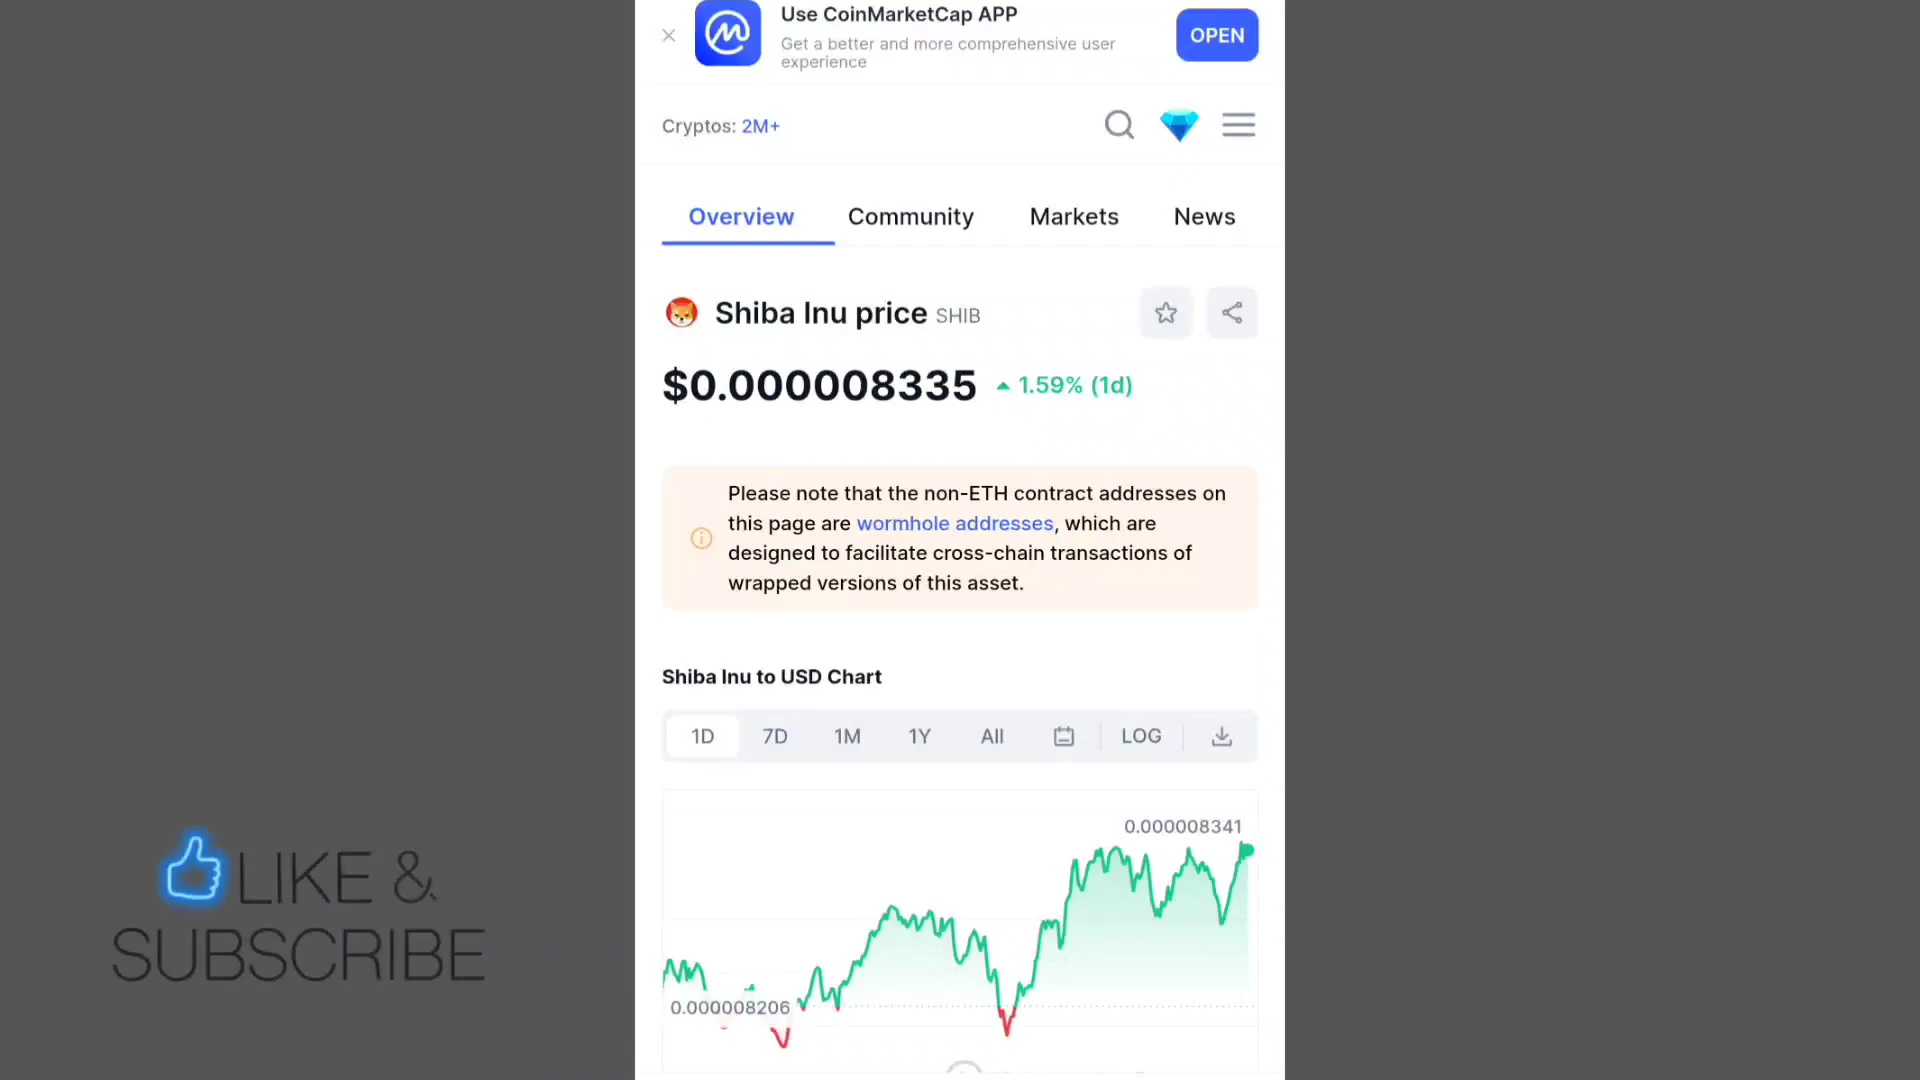 Use CoinMarketCap APP
Get a better and more comprehensive user
experience
OPEN
Cryptos: 2M+
Overview
Community
Markets
News
Shiba Inu price SHIB
$0.000008335
1.59% (1d)
Please note that the non-ETH contract addresses on
this page are wormhole addresses, which are
designed to facilitate cross-chain transactions of
wrapped versions of this asset.
Shiba Inu to USD Chart
1D
7D
1M
1Y
All
LOG
0.000008341
0.000008206
LIKE &
SUBSCRIBE